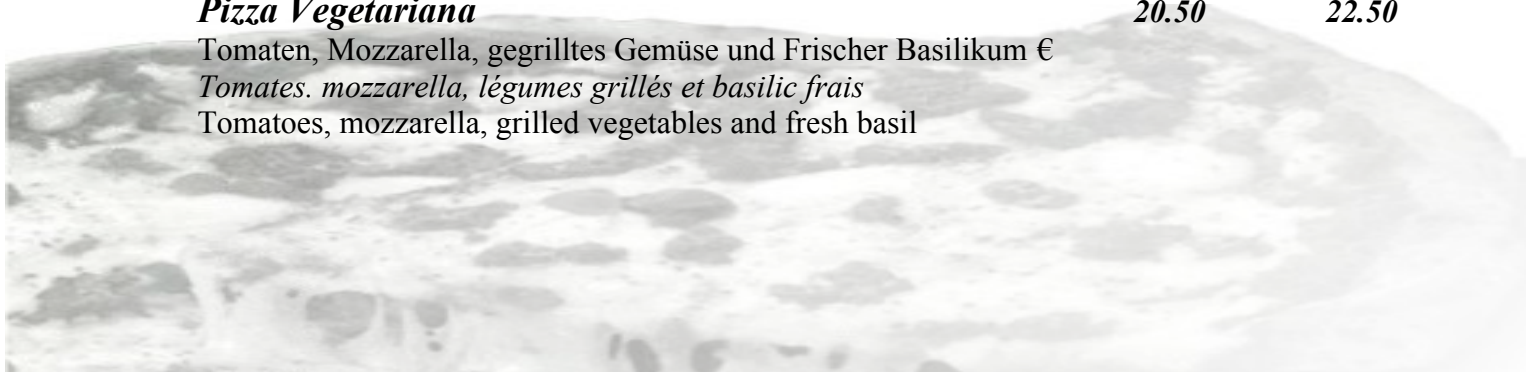 Pizza Vegetariana 20.50 22.50
Tomaten, Mozzarella, gegrilltes Gemüse und Frischer Basilikum €
Tomates. mozzarella, légumes grillés et basilic frais
Tomatoes, mozzarella, grilled vegetables and fresh basil